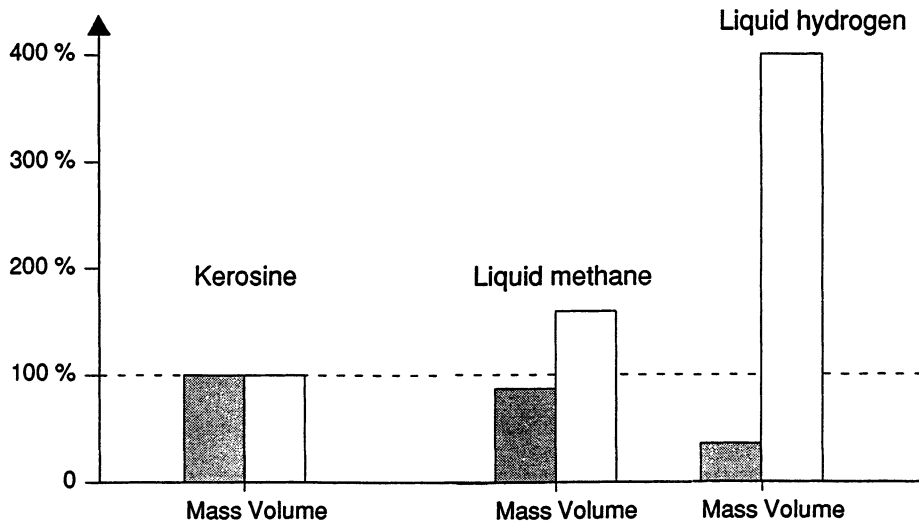 Liquid hydrogen
400 %
300 %
200 %
Kerosine
Liquid methane
100 %
0
Mass Volume
Mass Volume
Mass Volume